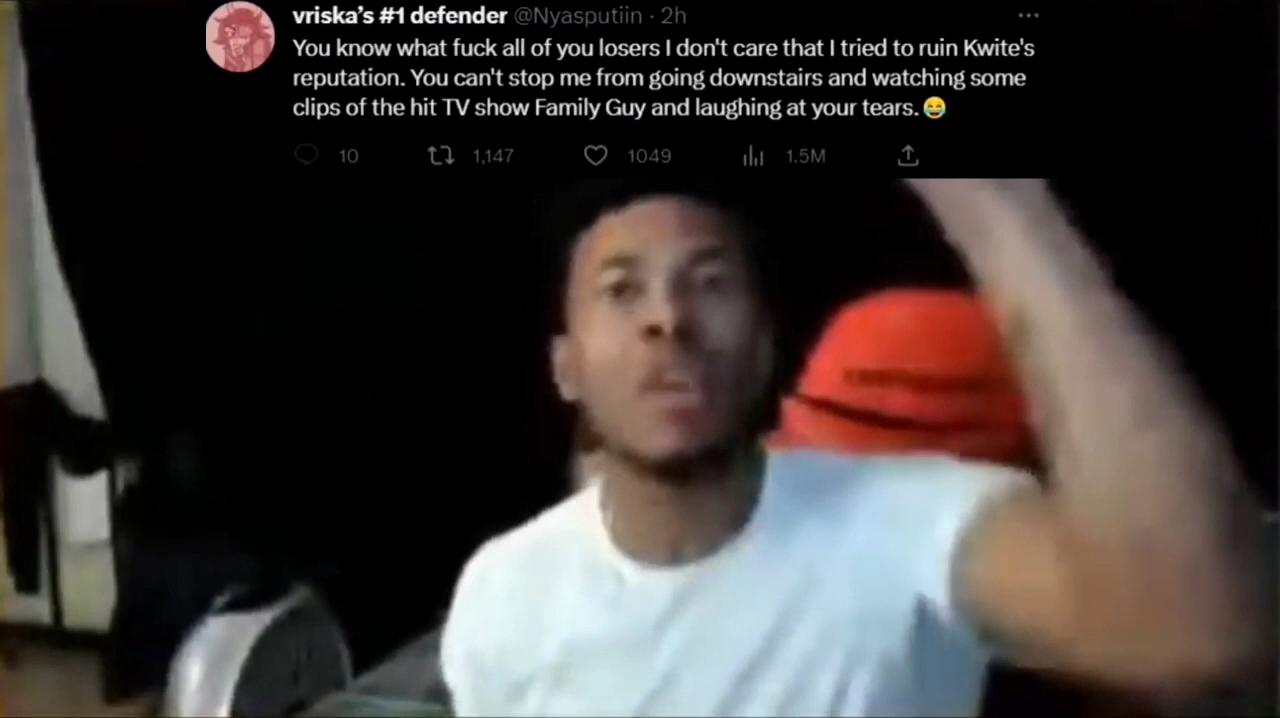 vriska's #1 defender @Nyasputiin · 2h
You know what fuck all of you losers I don't care that I tried to ruin Kwite's
reputation. You can't stop me from going downstairs and watching some
clips of the hit TV show Family Guy and laughing at your tears.😂
10 1,147 1049 1.5M